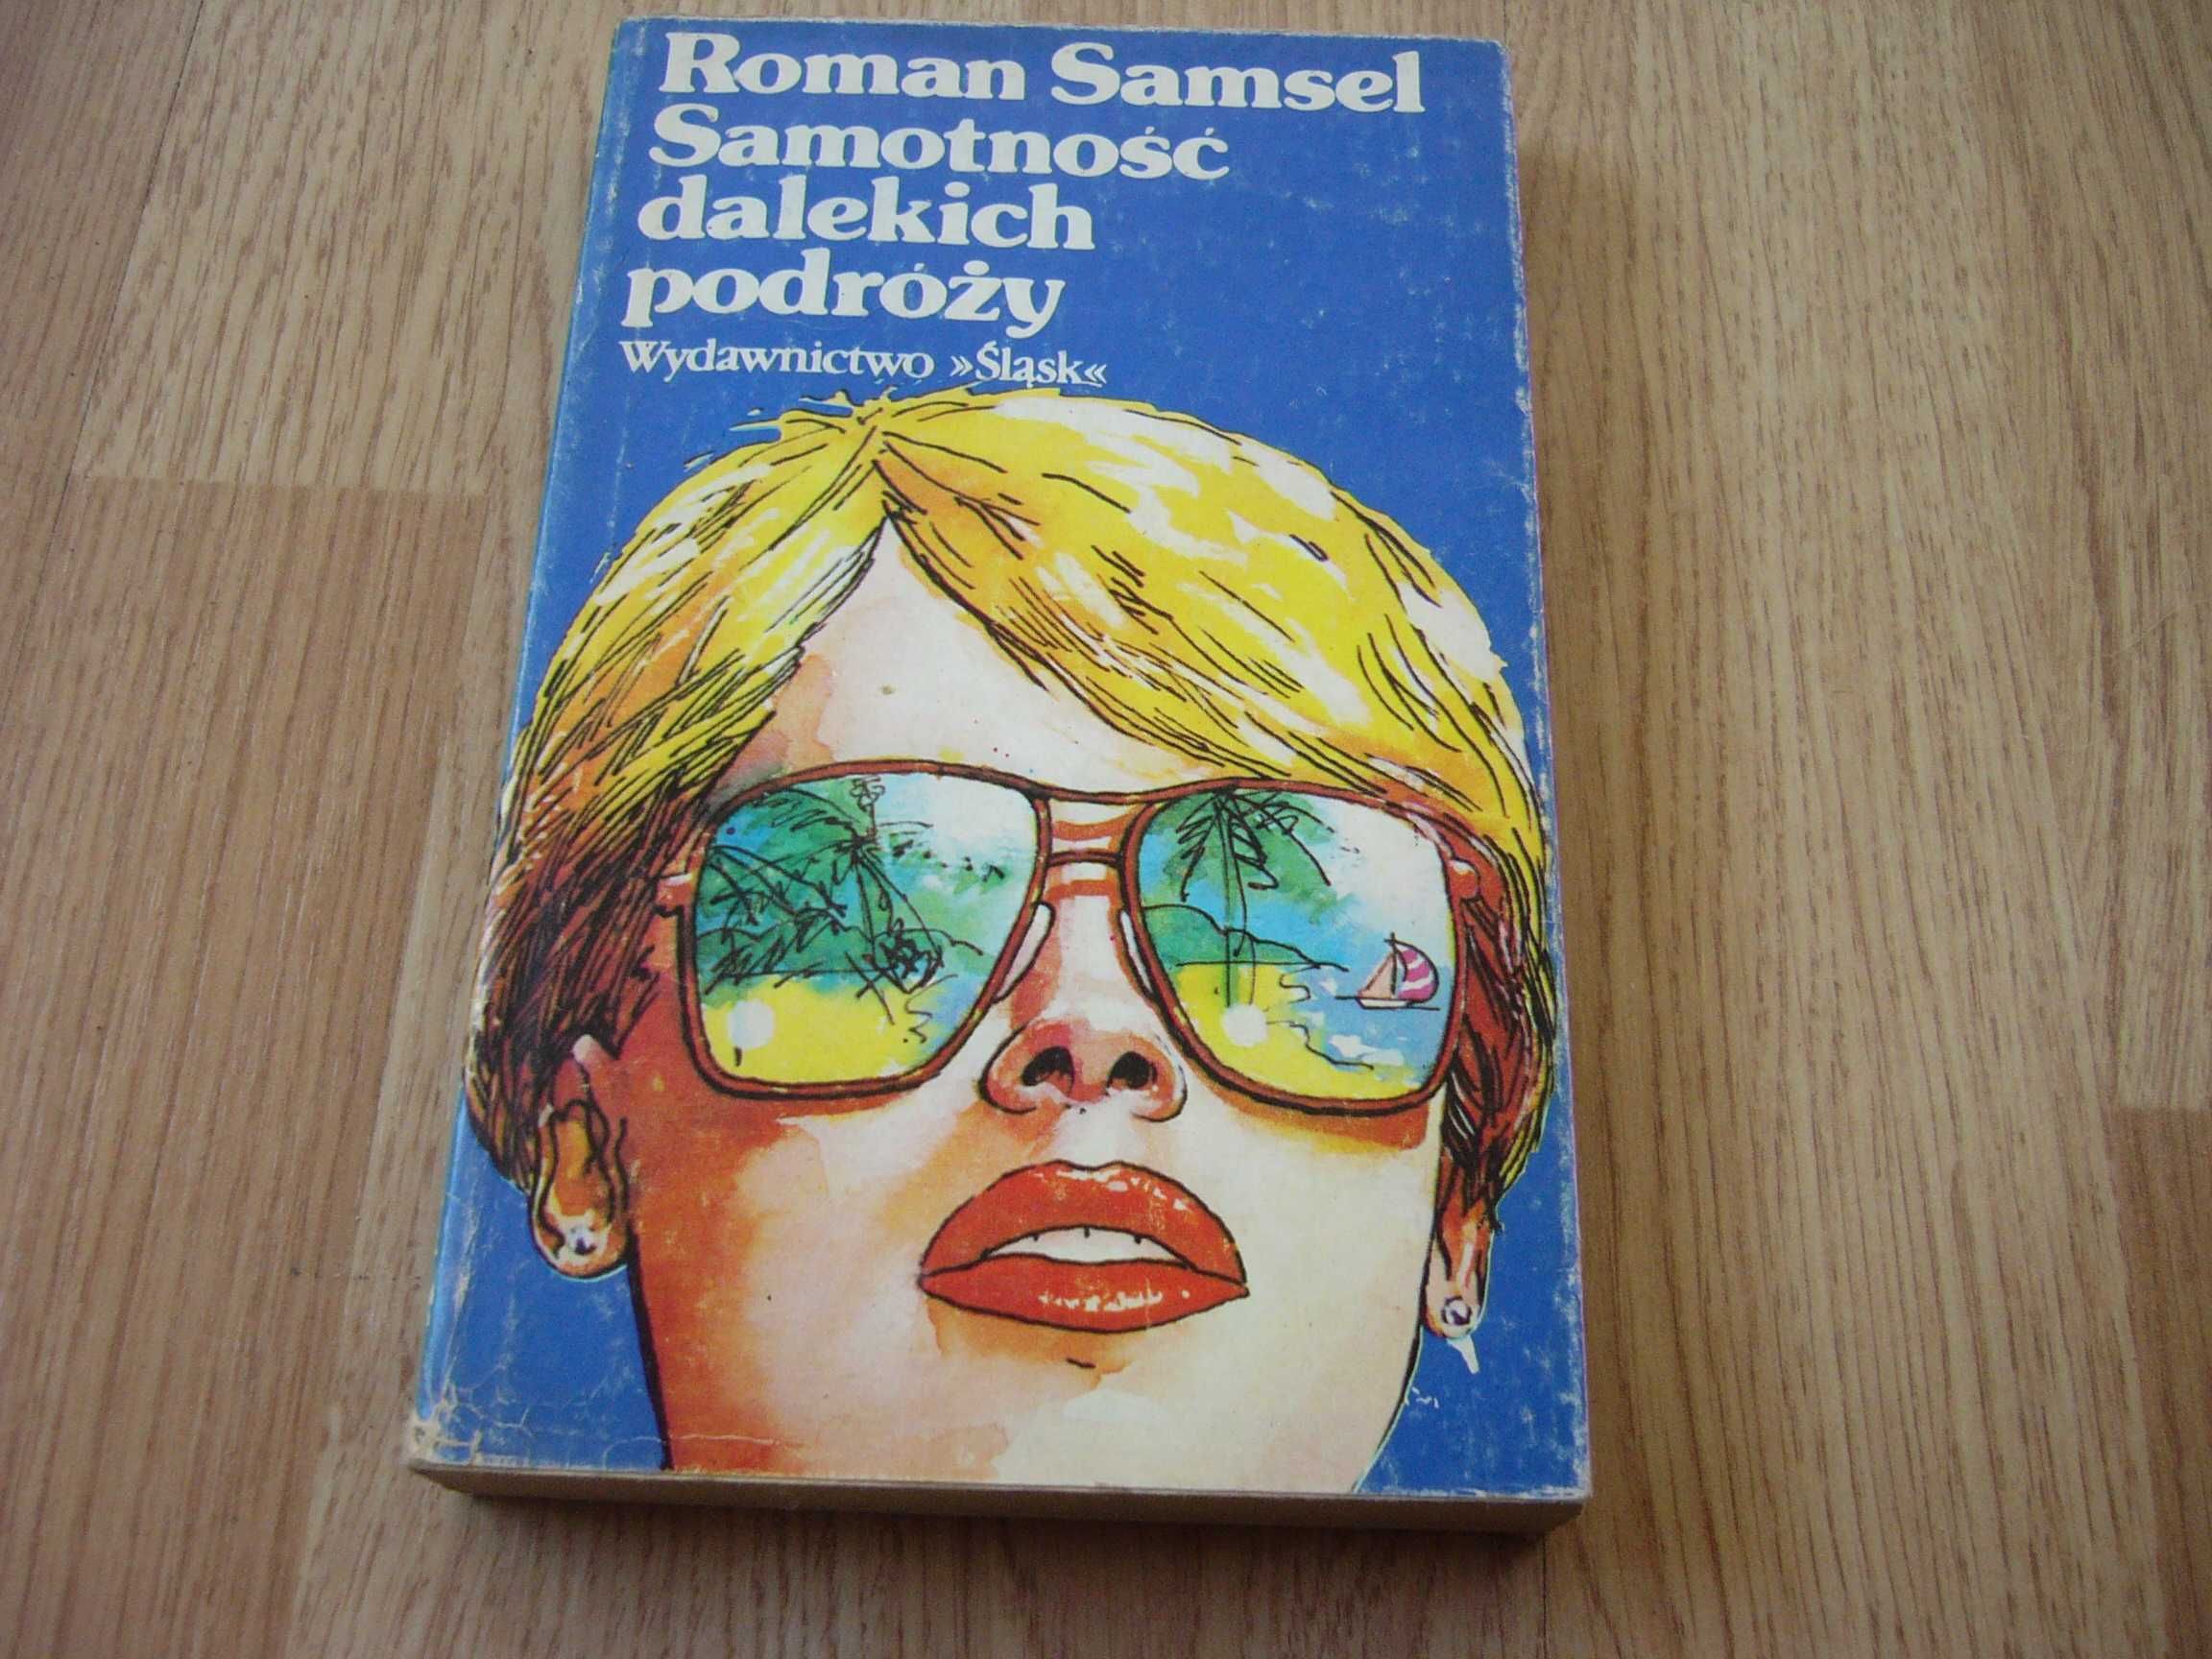 Roman Samsel
Samotność
dalekich
podróży
Wydawnictwo »Śląsk«